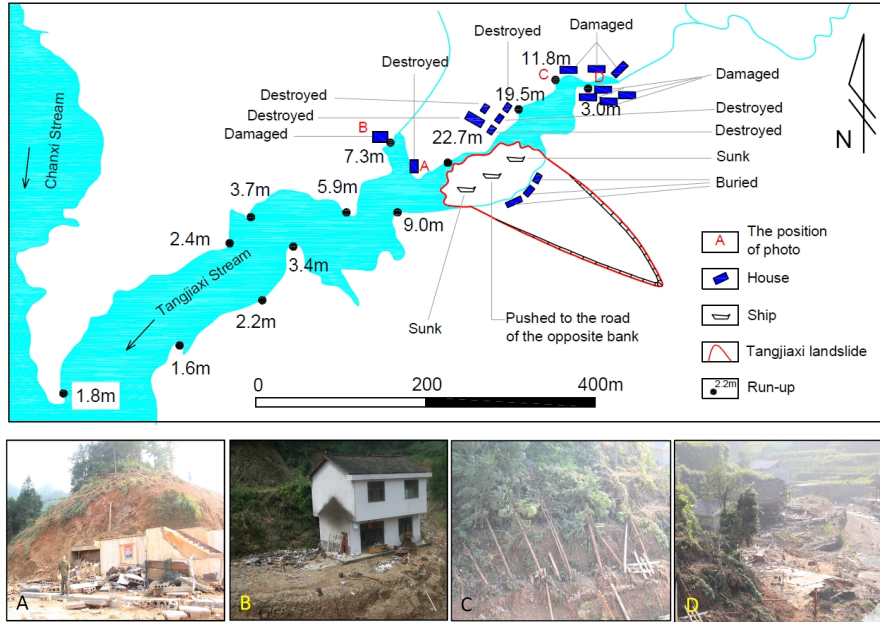 Damaged
Destroyed
11.8m
C
D
Destroyed
Damaged
19.5m
3.0m
Destroyed
Destroyed
Destroyed
Damaged
B
22.7m
Destroyed
7.3m
A
Sunk
N
Chanxi Stream
Buried
3.7m
5.9m
9.0m
2.4m
3.4m
Tangjiaxi Stream
2.2m
Sunk
Pushed to the road
of the opposite bank
1.6m
1.8m
0
200
400m
A
The position
of photo
House
Ship
Tangjiaxi landslide
2.2m
Run-up
A
B
C
D